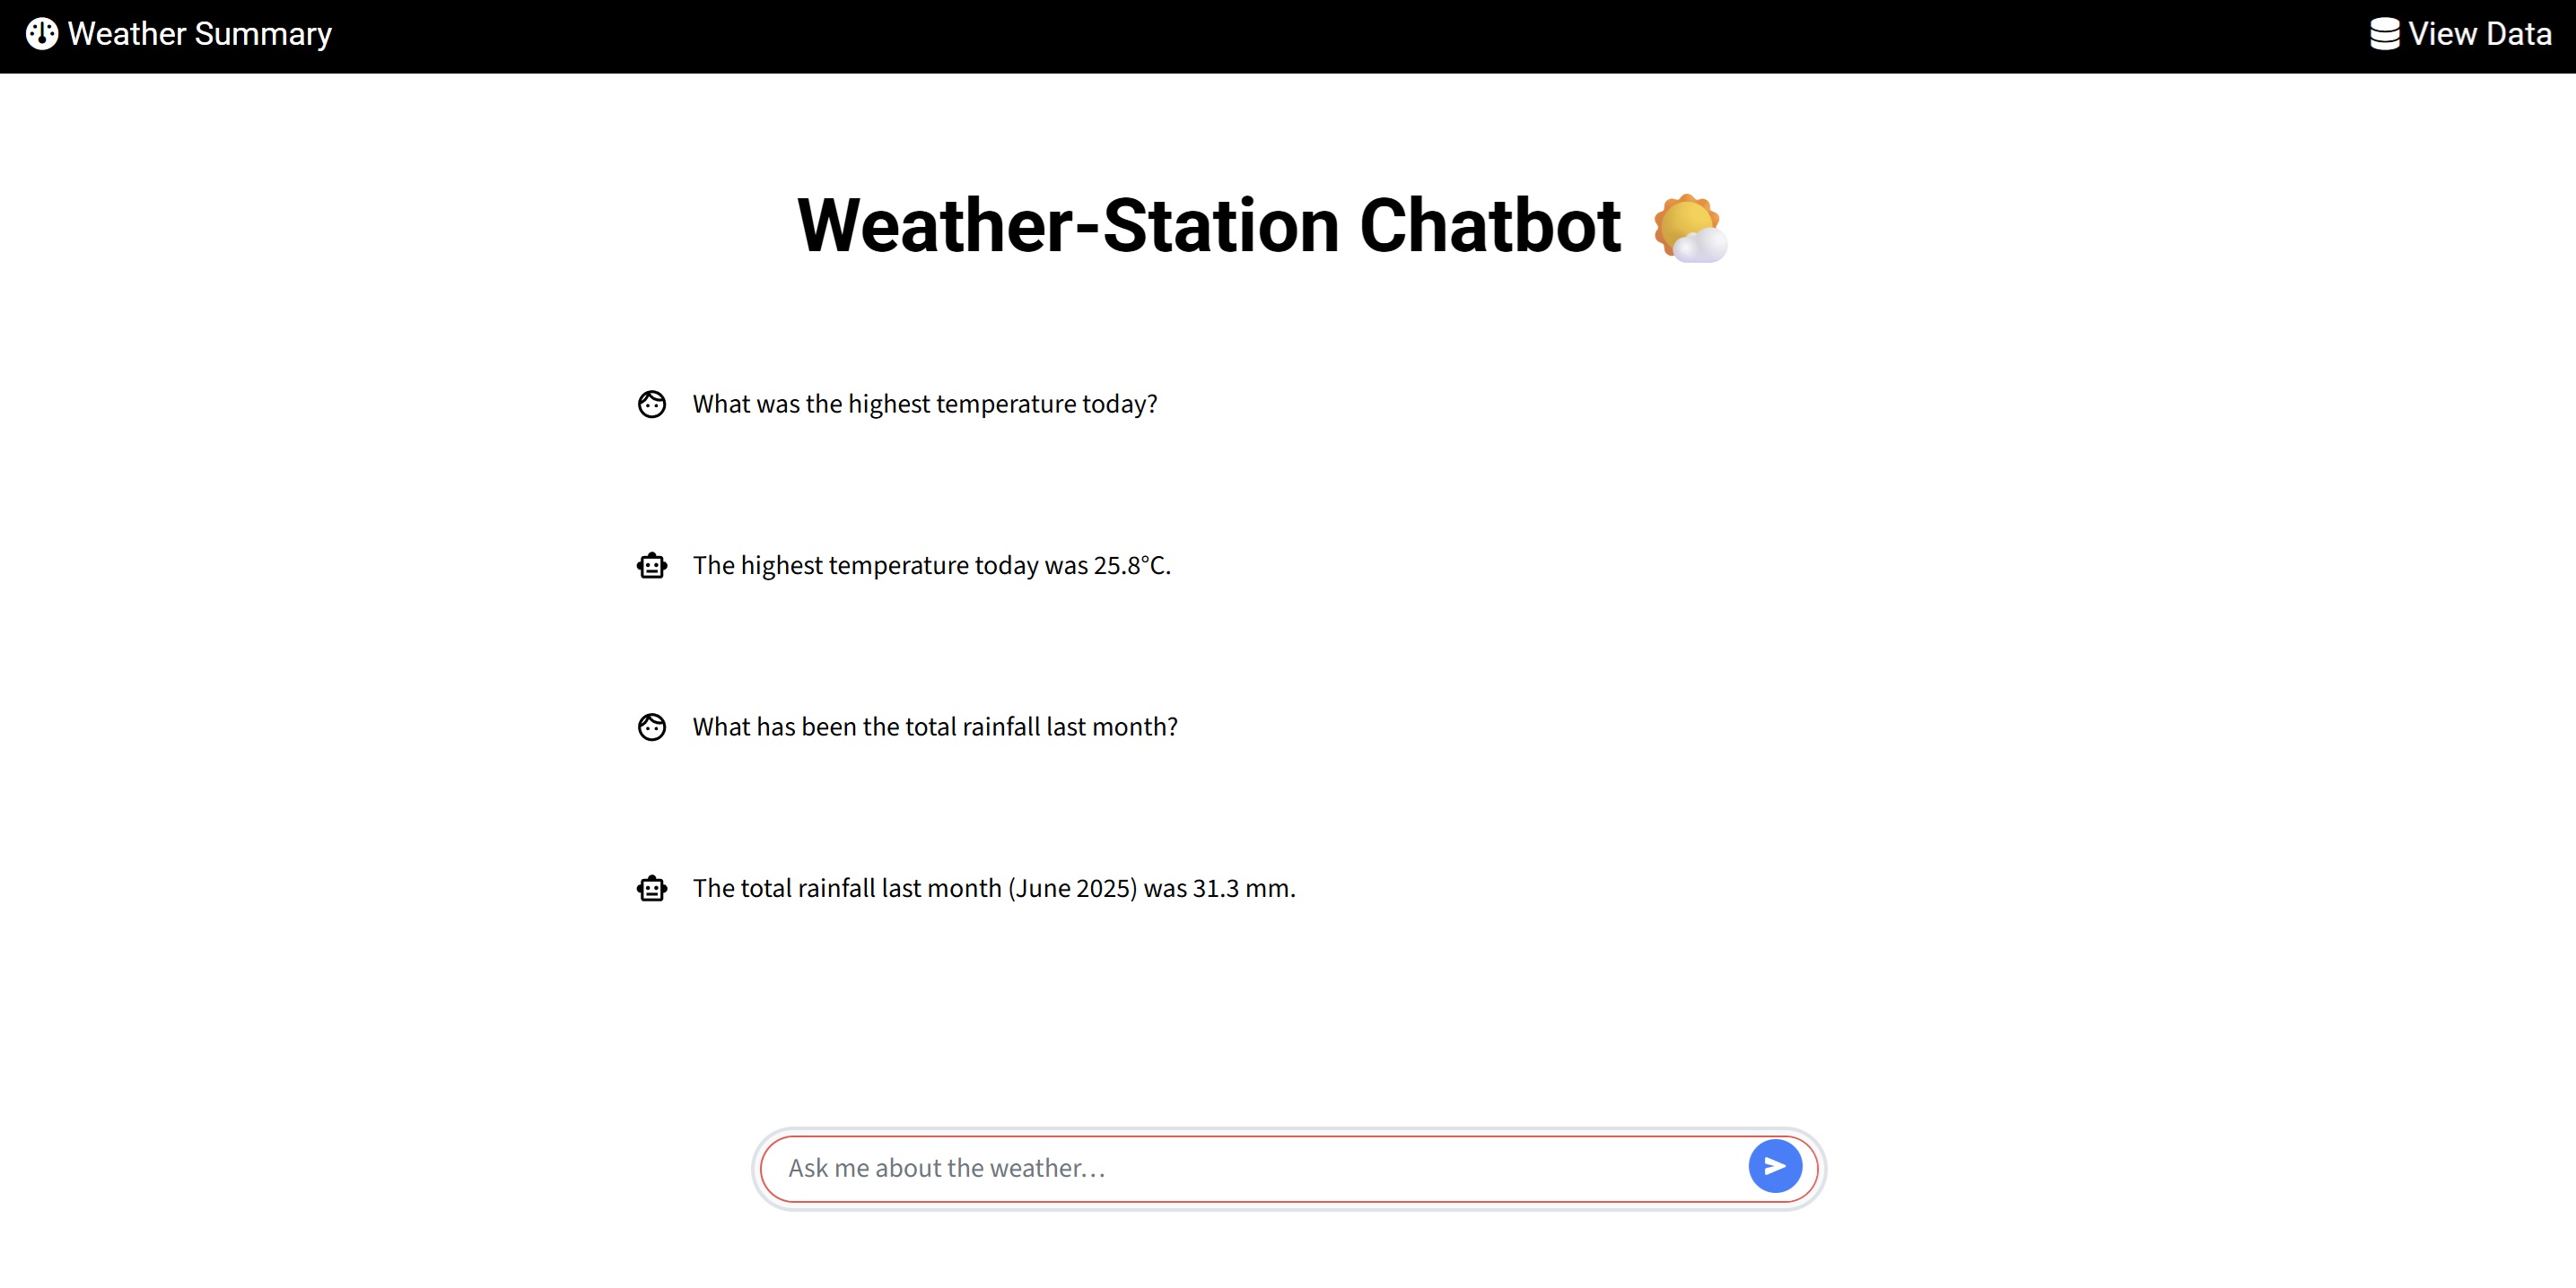 Weather Summary
View Data
Weather-Station Chatbot
What was the highest temperature today?
The highest temperature today was 25.8°C.
What has been the total rainfall last month?
The total rainfall last month (June 2025) was 31.3 mm.
Ask me about the weather…